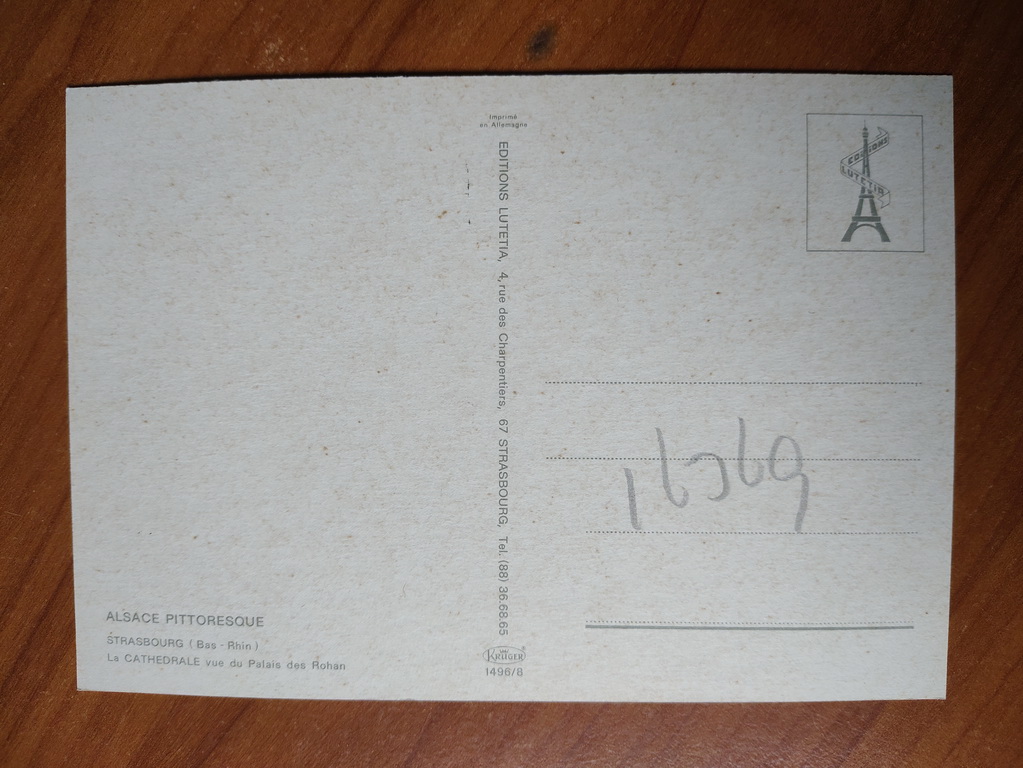 Imprimé
en Allemagne
EDITIONS LUTETIA, 4, rue des Charpentiers, 67 STRASBOURG, Tel. (88) 36.68.65
EDITIONS
LUTETIA
ALSACE PITTORESQUE
STRASBOURG (Bas - Rhin)
La CATHEDRALE vue du Palais des Rohan
KRÜGER
1496/8